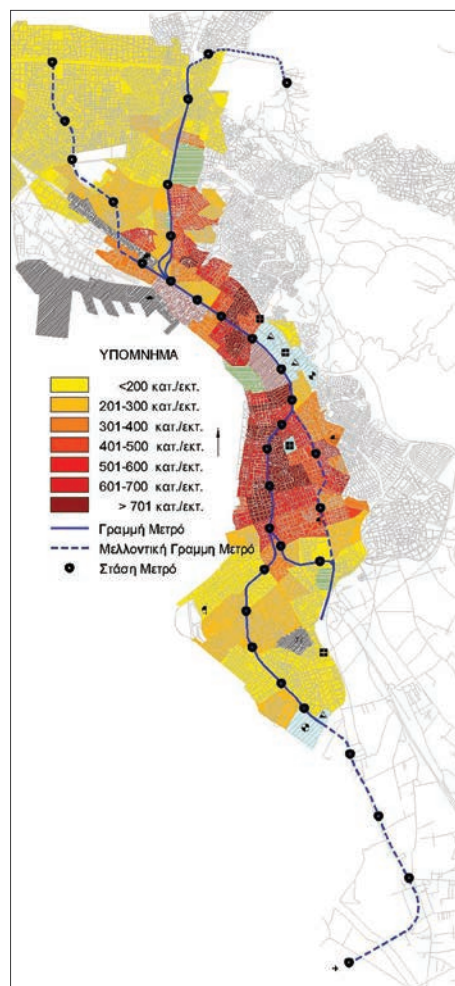 ΥΠΟΜΝΗΜΑ
<200 κατ./εκτ.
201-300 κατ./εκτ.
301-400 κατ./εκτ.
401-500 κατ./εκτ.
501-600 κατ./εκτ.
601-700 κατ./εκτ.
> 701 κατ./εκτ.
Γραμμή Μετρό
Μελλοντική Γραμμη Μετρό
Στάση Μετρό